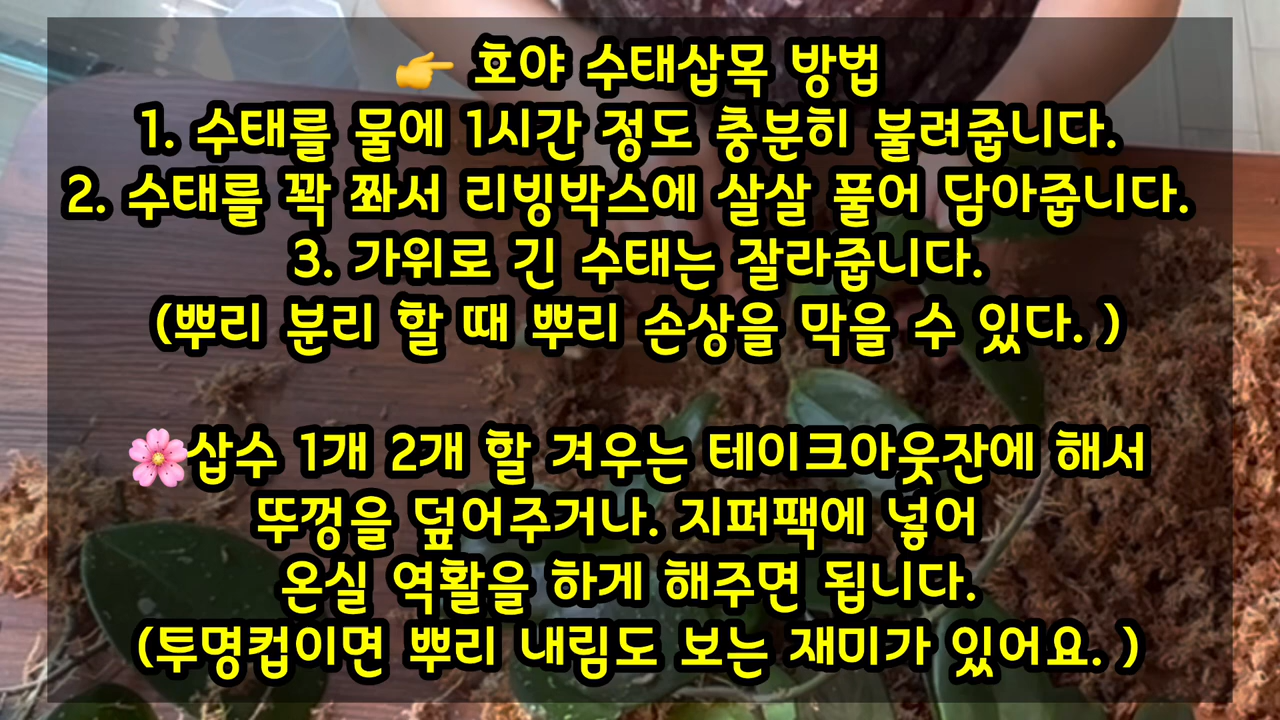 👉 호야 수태삽목 방법
1. 수태를 물에 1시간 정도 충분히 불려줍니다.
2. 수태를 꽉 쫘서 리빙박스에 살살 풀어 담아줍니다.
3. 가위로 긴 수태는 잘라줍니다.
(뿌리 분리 할 때 뿌리 손상을 막을 수 있다. )
🌸삽수 1개 2개 할 겨우는 테이크아웃잔에 해서
뚜껑을 덮어주거나. 지퍼팩에 넣어
온실 역활을 하게 해주면 됩니다.
(투명컵이면 뿌리 내림도 보는 재미가 있어요. )